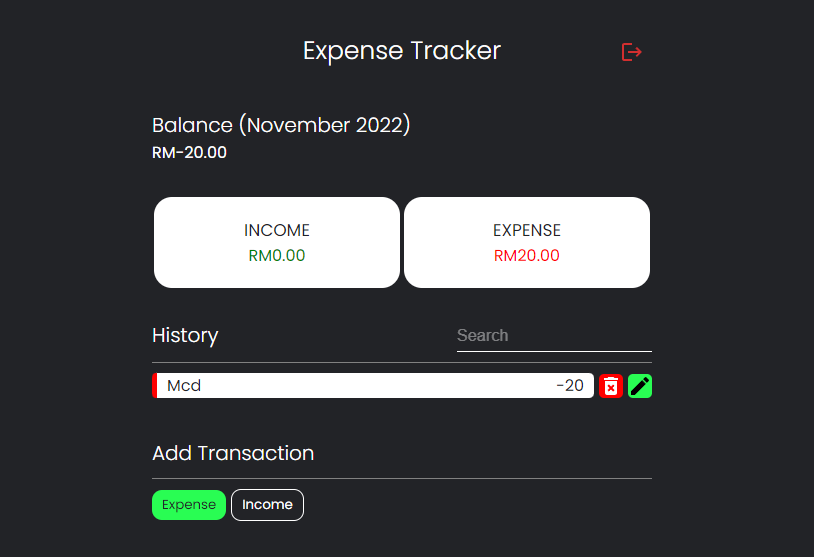 Expense Tracker
Balance (November 2022)
RM-20.00
INCOME
RM0.00
EXPENSE
RM20.00
History
Search
Mcd -20
Add Transaction
Expense Income